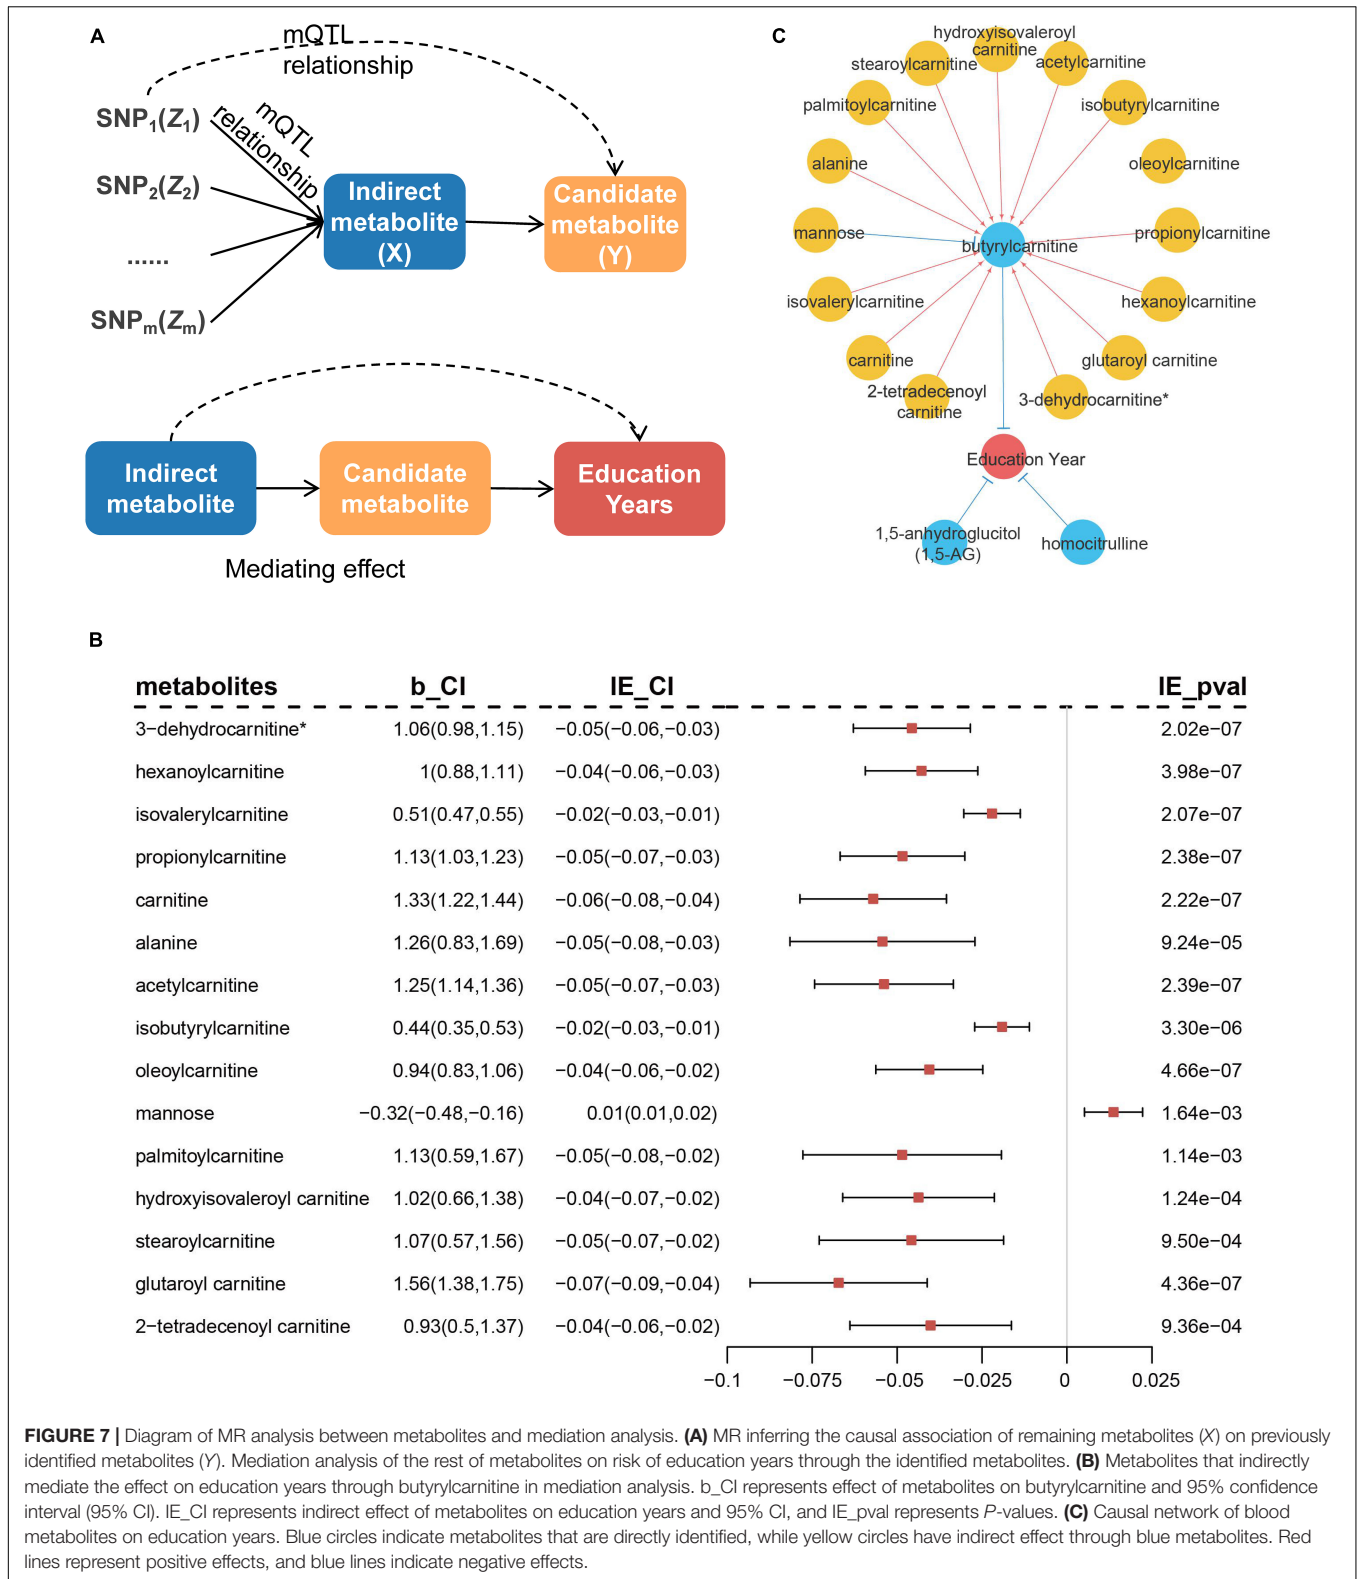 A
mQTL
relationship
SNP1(Z1)
mQTL
relationship
SNP2(Z2)
......
SNPm(Zm)
Indirect
metabolite
(X)
Candidate
metabolite
(Y)
Indirect
metabolite
Candidate
metabolite
Education
Years
Mediating effect
C
hydroxyisovaleroyl
carnitine
stearoylcarnitine
acetylcarnitine
palmitoylcarnitine
isobutyrylcarnitine
alanine
oleoylcarnitine
mannose
butyrylcarnitine
propionylcarnitine
isovalerylcarnitine
hexanoylcarnitine
carnitine
glutaroyl carnitine
2-tetradecenoyl
carnitine
3-dehydrocarnitine*
Education Year
1,5-anhydroglucitol
(1,5-AG)
homocitrulline
B
metabolites b_CI IE_CI IE_pval
3−dehydrocarnitine* 1.06(0.98,1.15) −0.05(−0.06,−0.03) 2.02e−07
hexanoylcarnitine 1(0.88,1.11) −0.04(−0.06,−0.03) 3.98e−07
isovalerylcarnitine 0.51(0.47,0.55) −0.02(−0.03,−0.01) 2.07e−07
propionylcarnitine 1.13(1.03,1.23) −0.05(−0.07,−0.03) 2.38e−07
carnitine 1.33(1.22,1.44) −0.06(−0.08,−0.04) 2.22e−07
alanine 1.26(0.83,1.69) −0.05(−0.08,−0.03) 9.24e−05
acetylcarnitine 1.25(1.14,1.36) −0.05(−0.07,−0.03) 2.39e−07
isobutyrylcarnitine 0.44(0.35,0.53) −0.02(−0.03,−0.01) 3.30e−06
oleoylcarnitine 0.94(0.83,1.06) −0.04(−0.06,−0.02) 4.66e−07
mannose −0.32(−0.48,−0.16) 0.01(0.01,0.02) 1.64e−03
palmitoylcarnitine 1.13(0.59,1.67) −0.05(−0.08,−0.02) 1.14e−03
hydroxyisovaleroyl carnitine 1.02(0.66,1.38) −0.04(−0.07,−0.02) 1.24e−04
stearoylcarnitine 1.07(0.57,1.56) −0.05(−0.07,−0.02) 9.50e−04
glutaroyl carnitine 1.56(1.38,1.75) −0.07(−0.09,−0.04) 4.36e−07
2−tetradecenoyl carnitine 0.93(0.5,1.37) −0.04(−0.06,−0.02) 9.36e−04
−0.1 −0.075 −0.05 −0.025 0 0.025
FIGURE 7 | Diagram of MR analysis between metabolites and mediation analysis. (A) MR inferring the causal association of remaining metabolites (X) on previously
identified metabolites (Y). Mediation analysis of the rest of metabolites on risk of education years through the identified metabolites. (B) Metabolites that indirectly
mediate the effect on education years through butyrylcarnitine in mediation analysis. b_CI represents effect of metabolites on butyrylcarnitine and 95% confidence
interval (95% CI). IE_CI represents indirect effect of metabolites on education years and 95% CI, and IE_pval represents P-values. (C) Causal network of blood
metabolites on education years. Blue circles indicate metabolites that are directly identified, while yellow circles have indirect effect through blue metabolites. Red
lines represent positive effects, and blue lines indicate negative effects.